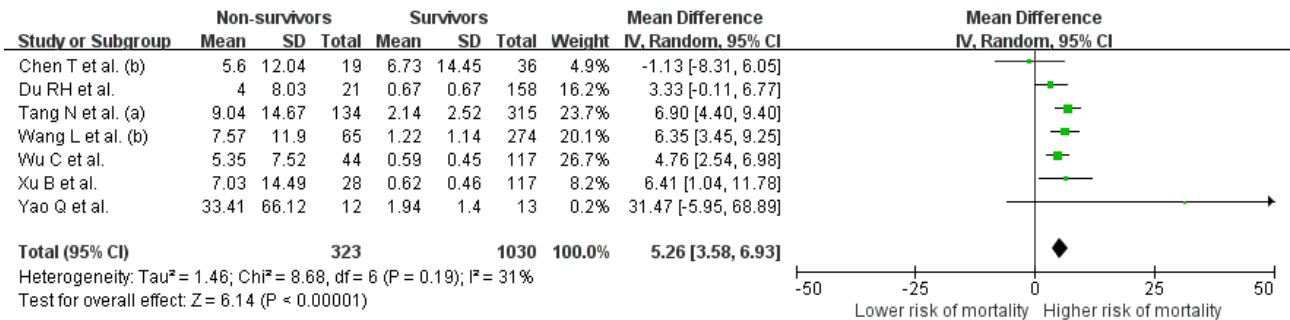 Non-survivors Survivors Mean Difference Mean Difference
Study or Subgroup Mean SD Total Mean SD Total Weight IV, Random, 95% CI IV, Random, 95% CI
Chen T et al. (b) 5.6 12.04 19 6.73 14.45 36 4.9% -1.13 [-8.31, 6.05]
Du RH et al. 4 8.03 21 0.67 0.67 158 16.2% 3.33 [-0.11, 6.77]
Tang N et al. (a) 9.04 14.67 134 2.14 2.52 315 23.7% 6.90 [4.40, 9.40]
Wang L et al. (b) 7.57 11.9 65 1.22 1.14 274 20.1% 6.35 [3.45, 9.25]
Wu C et al. 5.35 7.52 44 0.59 0.45 117 26.7% 4.76 [2.54, 6.98]
Xu B et al. 7.03 14.49 28 0.62 0.46 117 8.2% 6.41 [1.04, 11.78]
Yao Q et al. 33.41 66.12 12 1.94 1.4 13 0.2% 31.47 [-5.95, 68.89]
Total (95% CI) 323 1030 100.0% 5.26 [3.58, 6.93]
Heterogeneity: Tau² = 1.46; Chi² = 8.68, df = 6 (P = 0.19); I² = 31%
Test for overall effect: Z = 6.14 (P < 0.00001)
-50 -25 0 25 50
Lower risk of mortality Higher risk of mortality